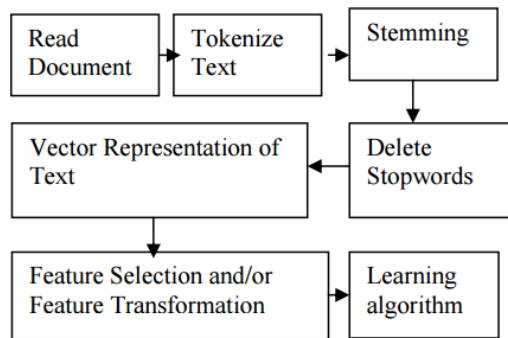 Read
Document
Tokenize
Text
Stemming
Delete
Stopwords
Vector Representation of
Text
Feature Selection and/or
Feature Transformation
Learning
algorithm